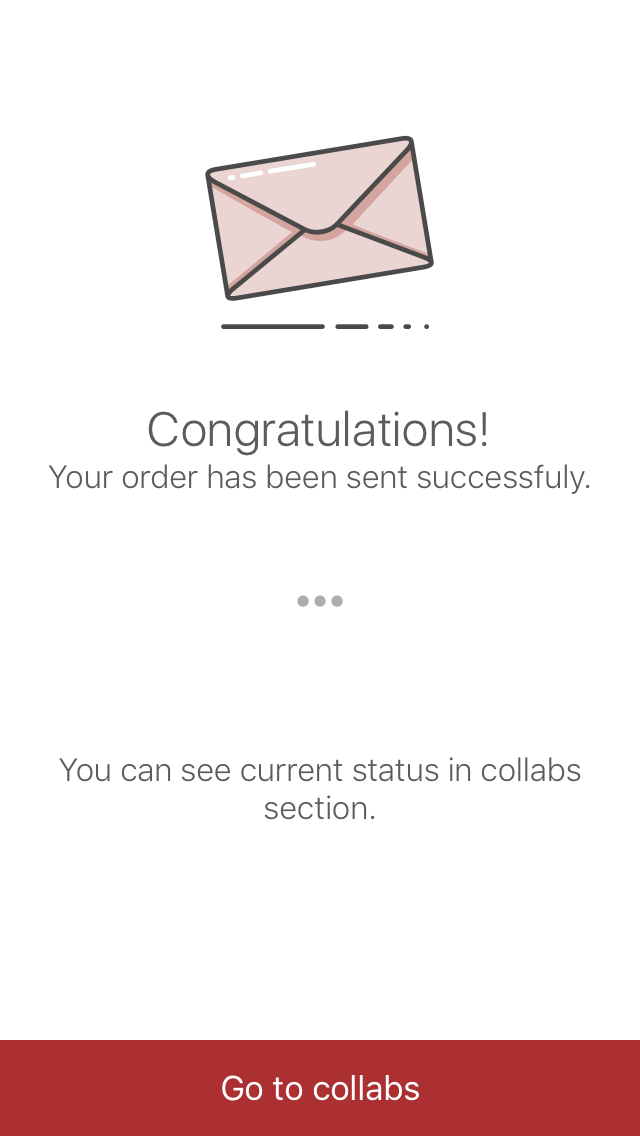 Congratulations!
Your order has been sent successfuly.
You can see current status in collabs
section.
Go to collabs